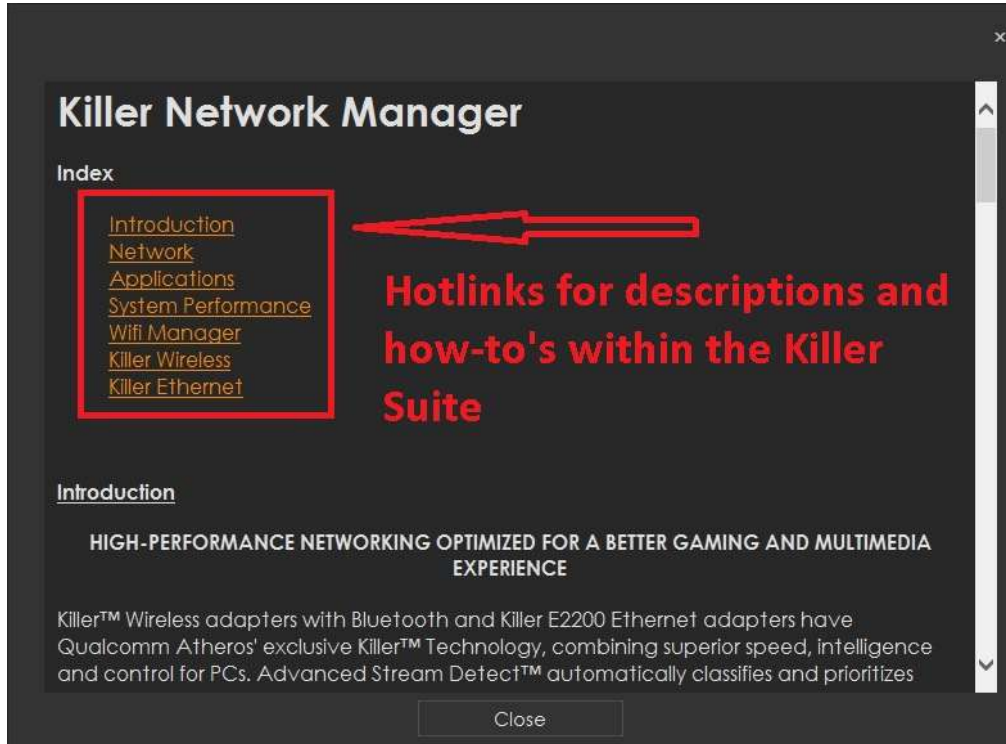 Killer Network Manager
Index
Introduction
Network
Applications
System Performance
Wifi Manager
Killer Wireless
Killer Ethernet
Hotlinks for descriptions and
how-to's within the Killer
Suite
Introduction
HIGH-PERFORMANCE NETWORKING OPTIMIZED FOR A BETTER GAMING AND MULTIMEDIA
EXPERIENCE
Killer™ Wireless adapters with Bluetooth and Killer E2200 Ethernet adapters have
Qualcomm Atheros' exclusive Killer™ Technology, combining superior speed, intelligence
and control for PCs. Advanced Stream Detect™ automatically classifies and prioritizes
Close